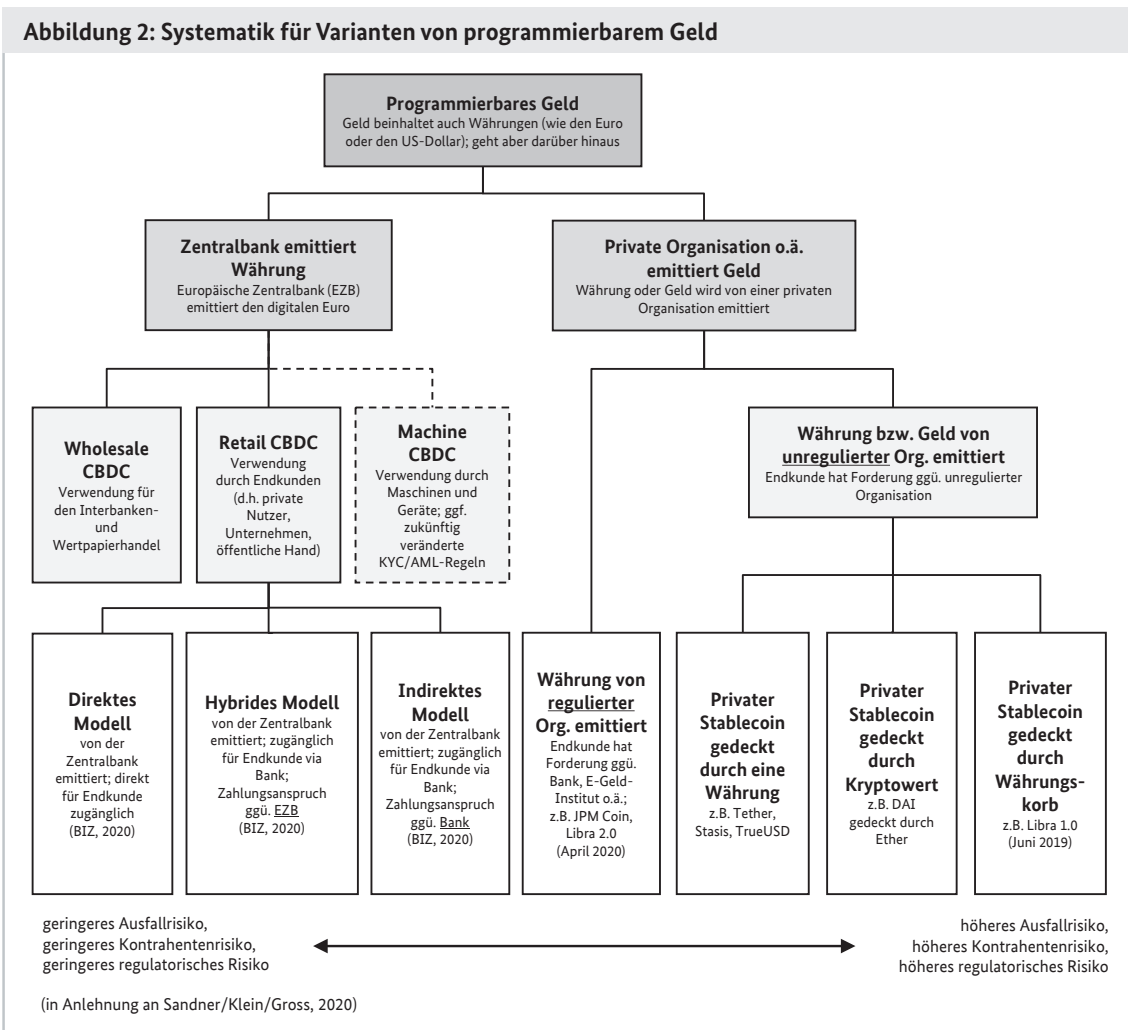 Abbildung 2: Systematik für Varianten von programmierbarem Geld
Programmierbares Geld
Geld beinhaltet auch Währungen (wie den Euro
oder den US-Dollar); geht aber darüber hinaus
Zentralbank emittiert
Währung
Europäische Zentralbank (EZB)
emittiert den digitalen Euro
Private Organisation o.ä.
emittiert Geld
Währung oder Geld wird von einer privaten
Organisation emittiert
Wholesale
CBDC
Verwendung für
den Interbanken-
und
Wertpapierhandel
Retail CBDC
Verwendung
durch Endkunden
(d.h. private
Nutzer,
Unternehmen,
öffentliche Hand)
Machine
CBDC
Verwendung durch
Maschinen und
Geräte; ggf.
zukünftig
veränderte
KYC/AML-Regeln
Währung bzw. Geld von
unregulierter Org. emittiert
Endkunde hat Forderung ggü. unregulierter
Organisation
Direktes
Modell
von der
Zentralbank
emittiert; direkt
für Endkunde
zugänglich
(BIZ, 2020)
Hybrides Modell
von der Zentralbank
emittiert; zugänglich
für Endkunde via
Bank;
Zahlungsanspruch
ggü. EZB
(BIZ, 2020)
Indirektes
Modell
von der Zentralbank
emittiert; zugänglich
für Endkunde via
Bank;
Zahlungsanspruch
ggü. Bank
(BIZ, 2020)
Währung von
regulierter
Org. emittiert
Endkunde hat
Forderung ggü.
Bank, E-Geld-
Institut o.ä.;
z.B. JPM Coin,
Libra 2.0
(April 2020)
Privater
Stablecoin
gedeckt
durch eine
Währung
z.B. Tether,
Stasis, TrueUSD
Privater
Stablecoin
gedeckt
durch
Kryptowert
z.B. DAI
gedeckt durch
Ether
Privater
Stablecoin
gedeckt
durch
Währungs-
korb
z.B. Libra 1.0
(Juni 2019)
geringeres Ausfallrisiko,
geringeres Kontrahentenrisiko,
geringeres regulatorisches Risiko
höheres Ausfallrisiko,
höheres Kontrahentenrisiko,
höheres regulatorisches Risiko
(in Anlehnung an Sandner/Klein/Gross, 2020)